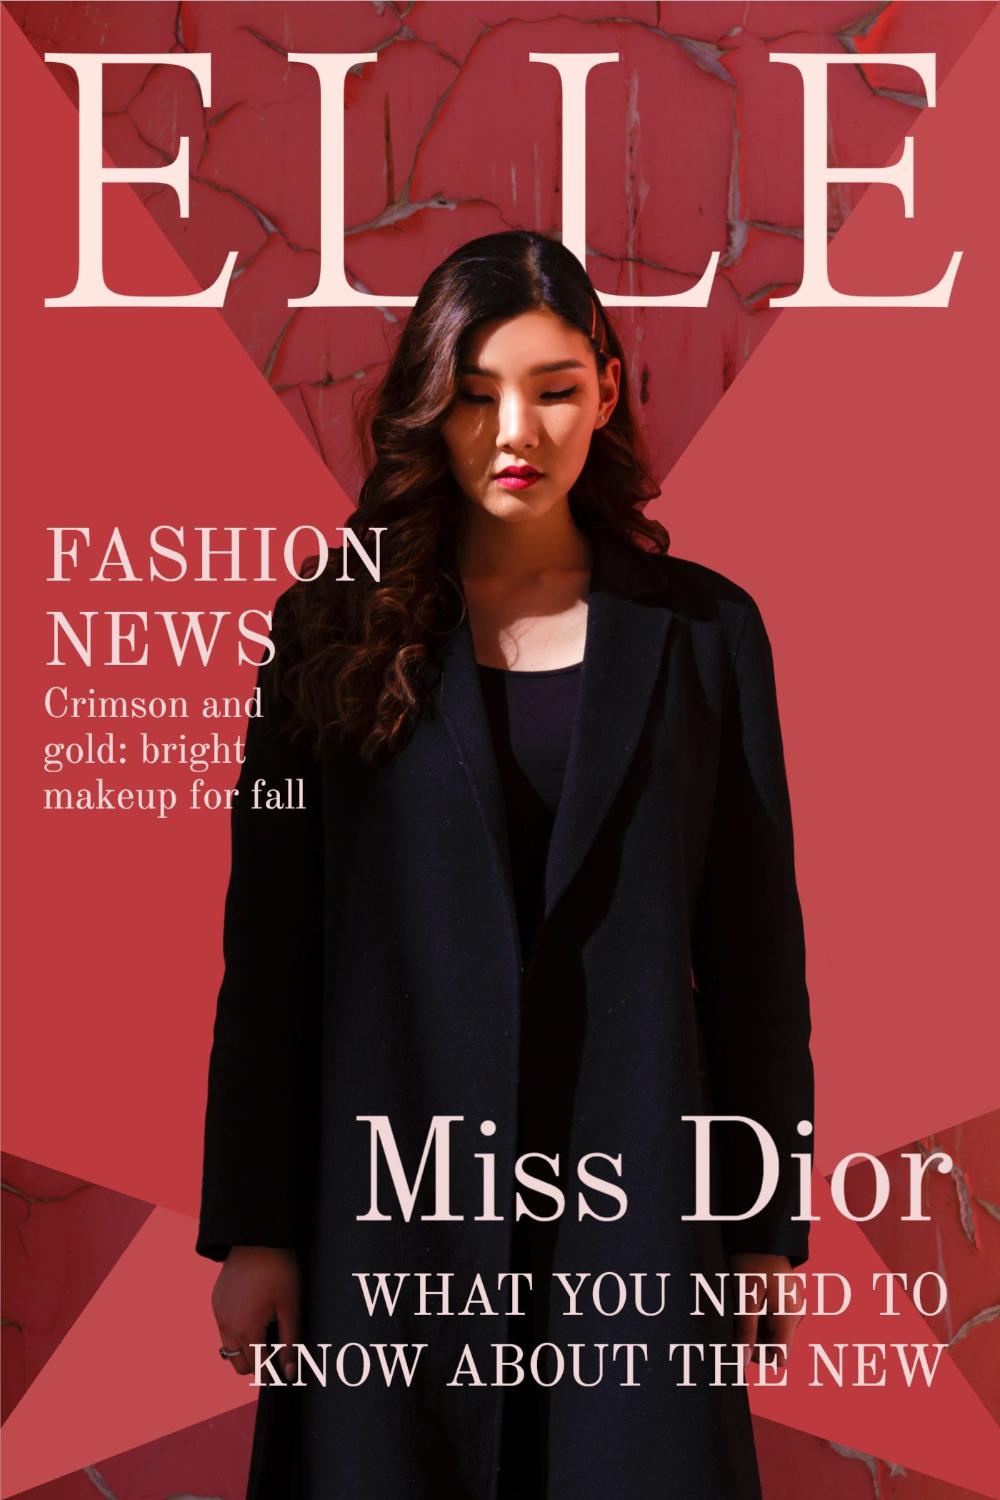 ELLE
FASHION
NEWS
Crimson and
gold: bright
makeup for fall
Miss Dior
WHAT YOU NEED TO
KNOW ABOUT THE NEW